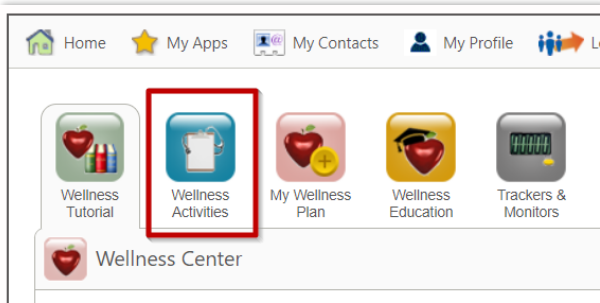 Home My Apps My Contacts My Profile
Wellness Tutorial
Wellness Activities
My Wellness Plan
Wellness Education
Trackers & Monitors
Wellness Center